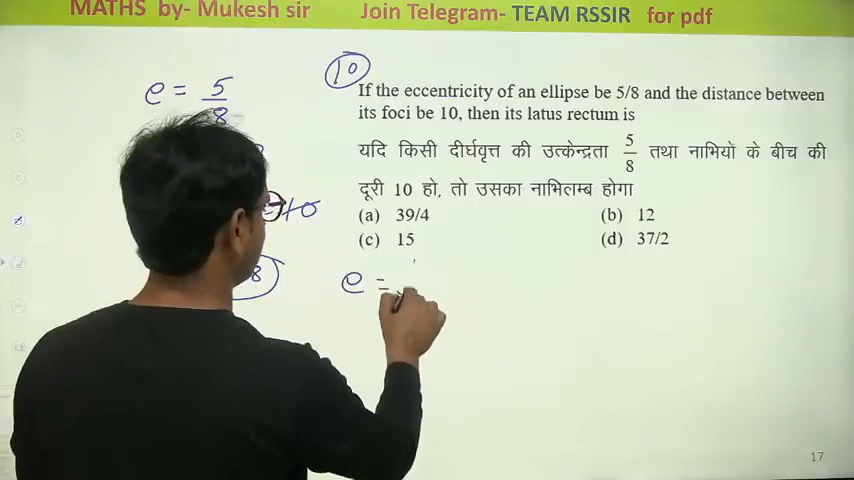 MATHS by- Mukesh sir Join Telegram- TEAM RSSIR for pdf
e = 5/8
10
If the eccentricity of an ellipse be 5/8 and the distance between
its foci be 10, then its latus rectum is
यदि किसी दीर्घवृत्त की उत्केन्द्रता 5/8 तथा नाभियों के बीच की
दूरी 10 हो, तो उसका नाभिलम्ब होगा
(a) 39/4 (b) 12
(c) 15 (d) 37/2
8
e =
17